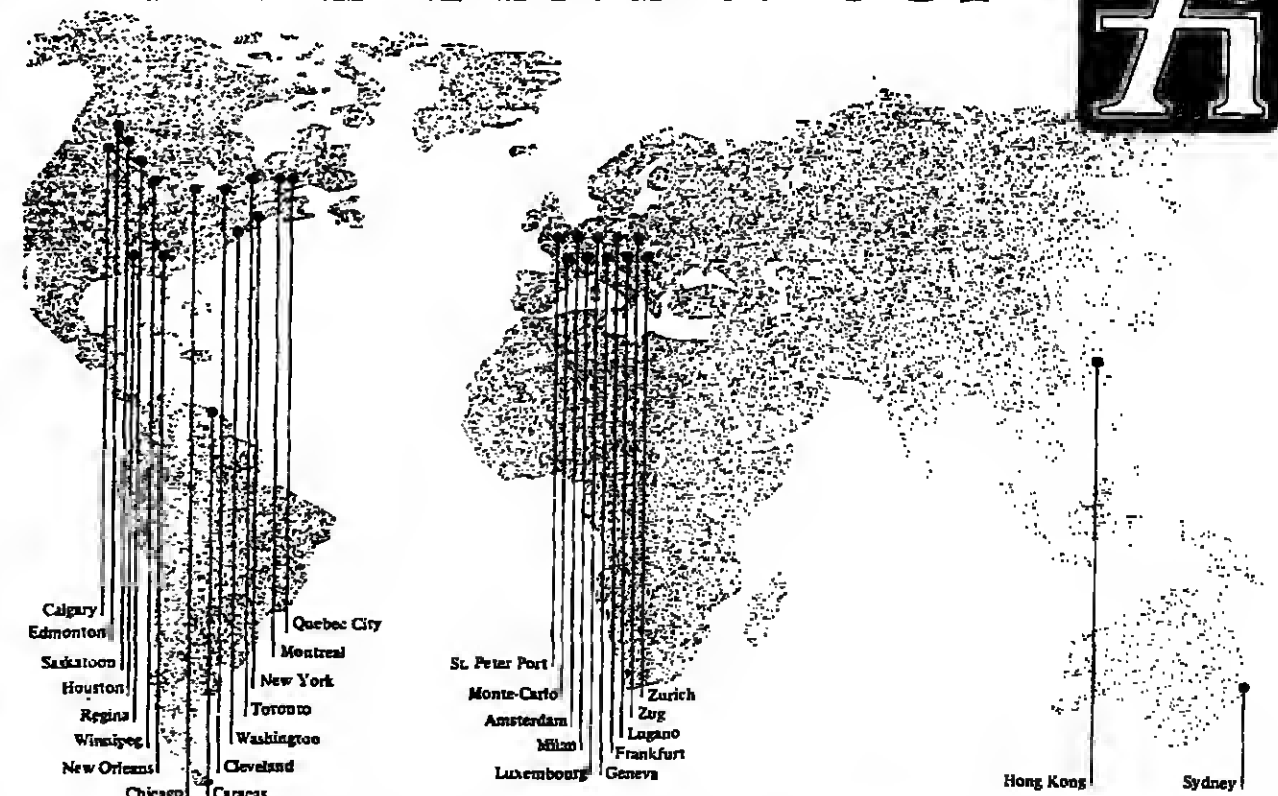 Calgary
Edmonton
Saskatoon
Houston
Regina
Winnipeg
New Orleans
Chicago
Caracas
Cleveland
Washington
Toronto
New York
Montreal
Quebec City
St. Peter Port
Monte-Carlo
Amsterdam
Milan
Luxembourg
Geneva
Frankfurt
Lugano
Zug
Zurich
Hong Kong
Sydney